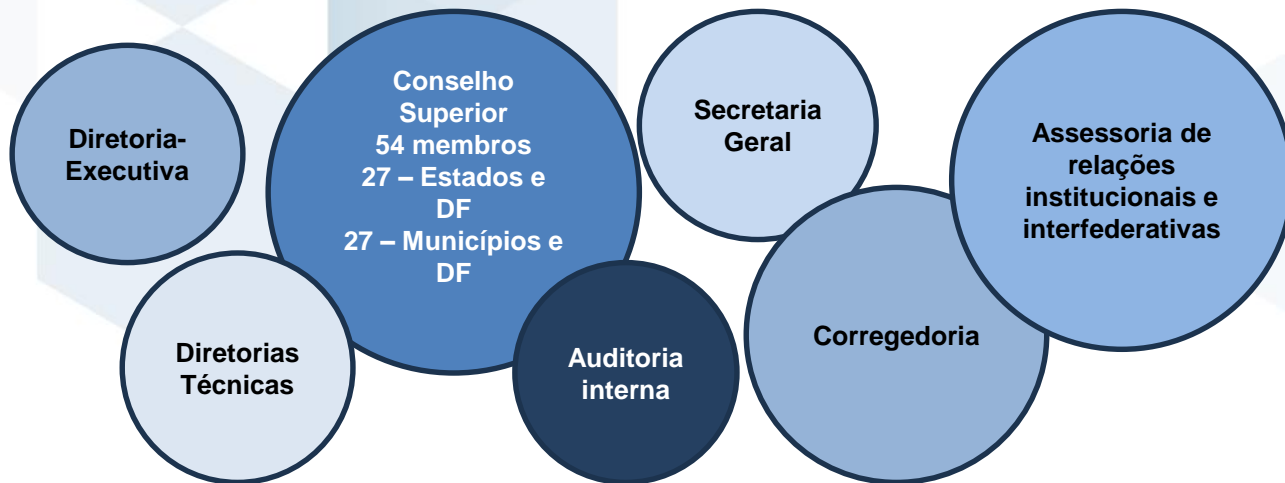 Diretoria-
Executiva
Conselho
Superior
54 membros
27 – Estados e
DF
27 – Municípios e
DF
Secretaria
Geral
Assessoria de
relações
institucionais e
interfederativas
Diretorias
Técnicas
Auditoria
interna
Corregedoria